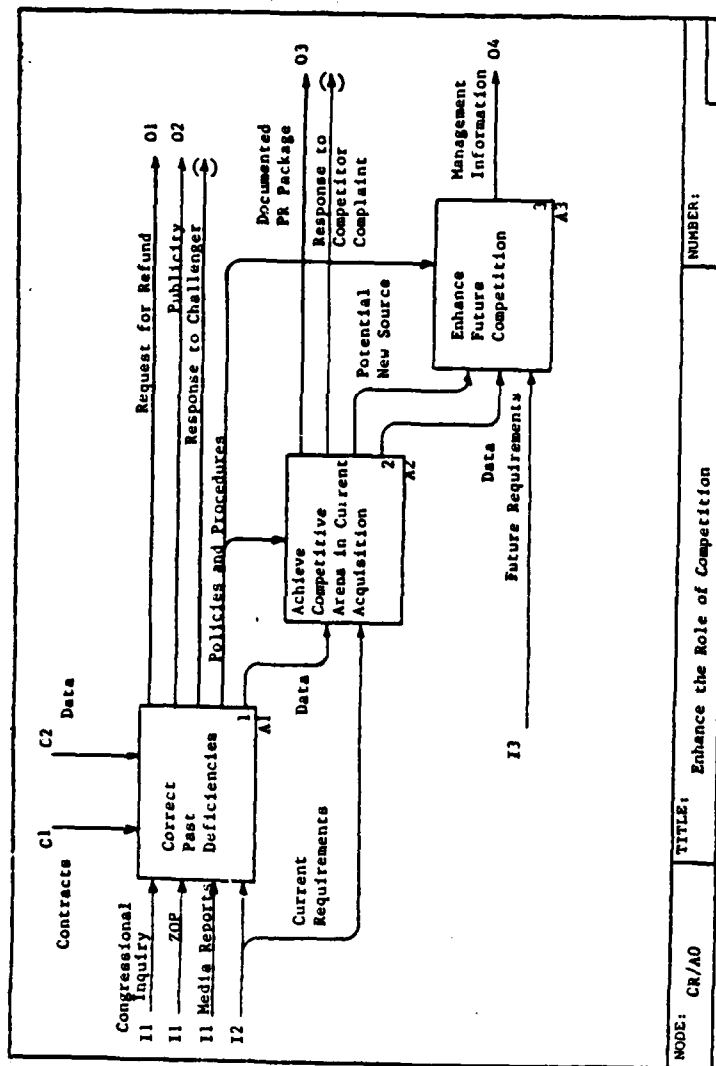 C1
C2
Contracts
Data
Congressional
Inquiry
I1
I1
ZOP
I1 Media Reports
I2
Correct
Past
Deficiencies
1
A1
Request for Refund
O1
Publicity
O2
Response to Challenger
( )
Policies and Procedures
Data
Current
Requirements
Achieve
Competitive
Arena in Current
Acquisition
2
A2
Documented
PR Package
O3
Response to
Competitor
Complaint
( )
Potential
New Source
Data
Enhance
Future
Competition
3
A3
Management
Information
O4
I3
Future Requirements
NODE: CR/A0
TITLE: Enhance the Role of Competition
NUMBER: